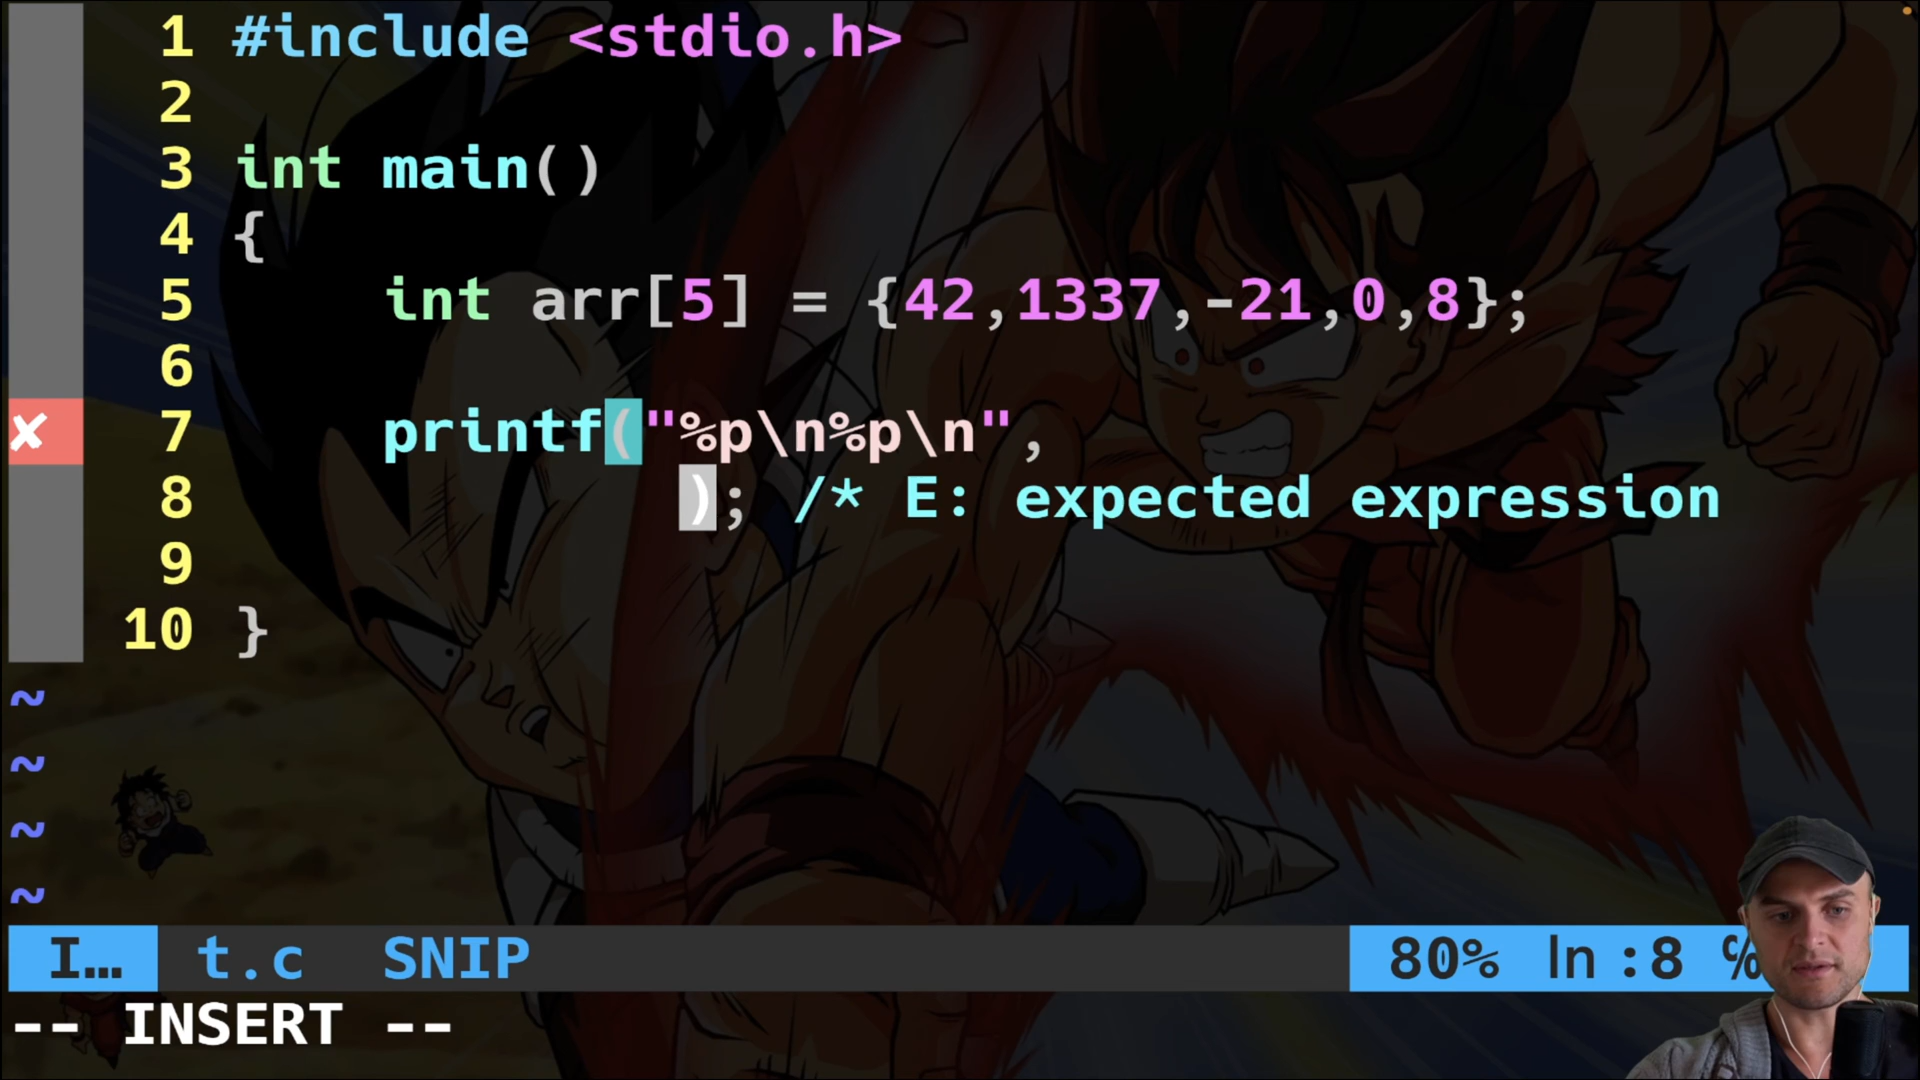 1 #include <stdio.h>
2
3 int main()
4 {
5 int arr[5] = {42,1337,-21,0,8};
6
7 printf("%p\n%p\n",
8 ); /* E: expected expression
9
10 }
~
~
~
~
I… t.c SNIP 80% ln :8 ℅
-- INSERT --